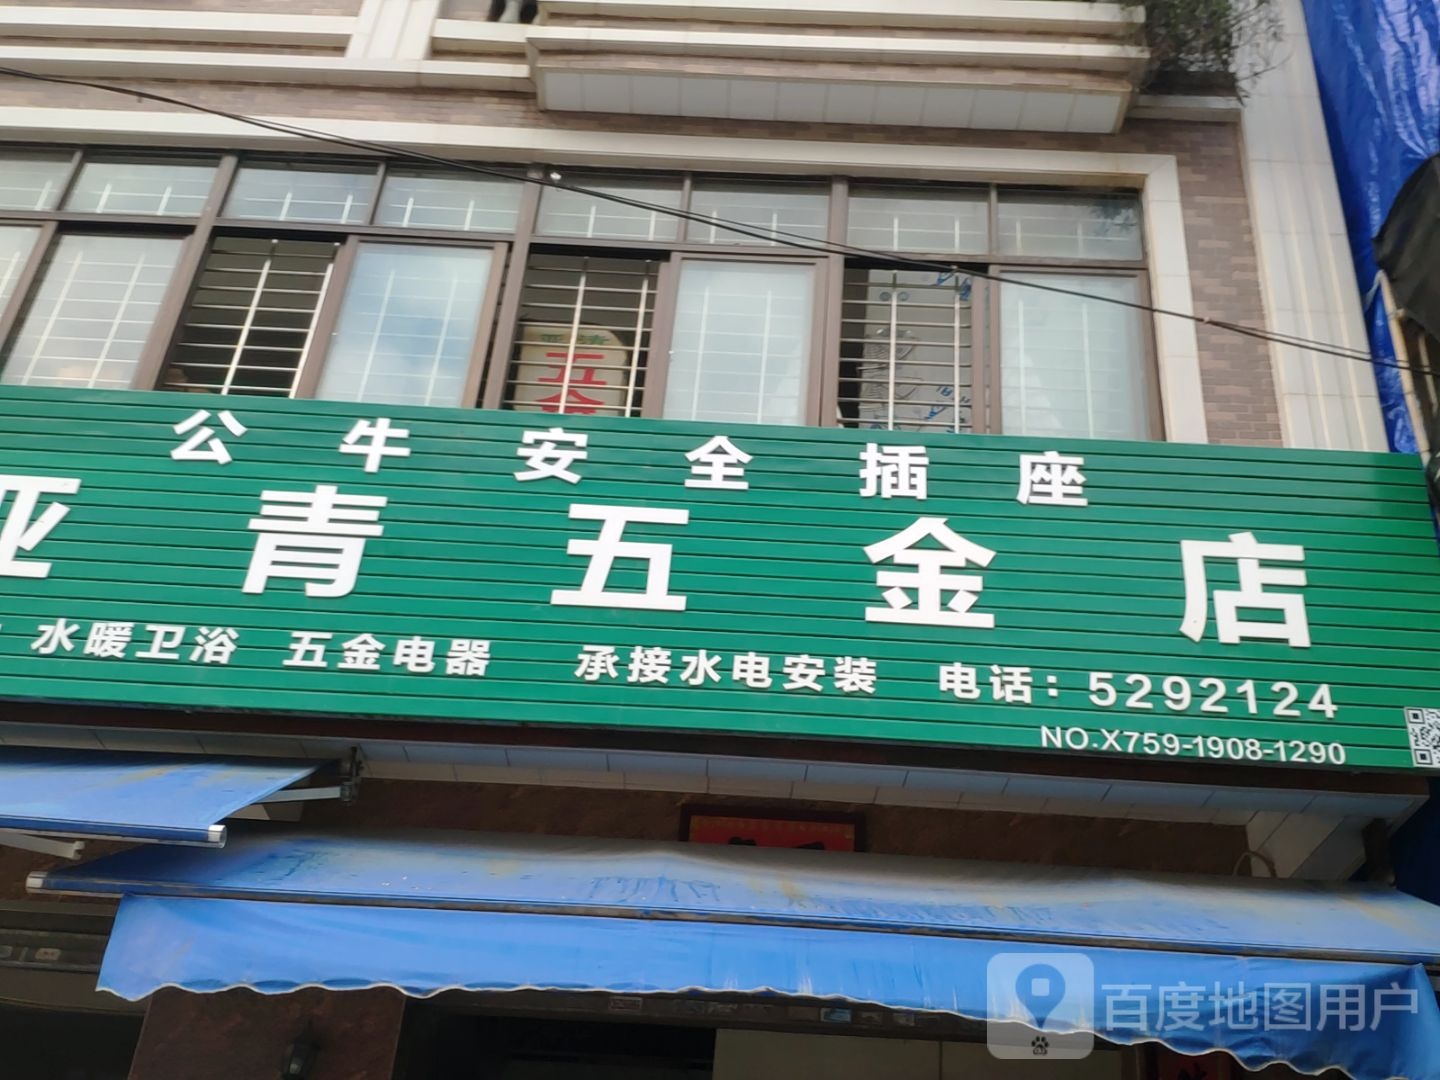 公牛安全插座
亚青五金店
水暖卫浴 五金电器 承接水电安装 电话：5292124
NO.X759-1908-1290
五金
百度地图用户